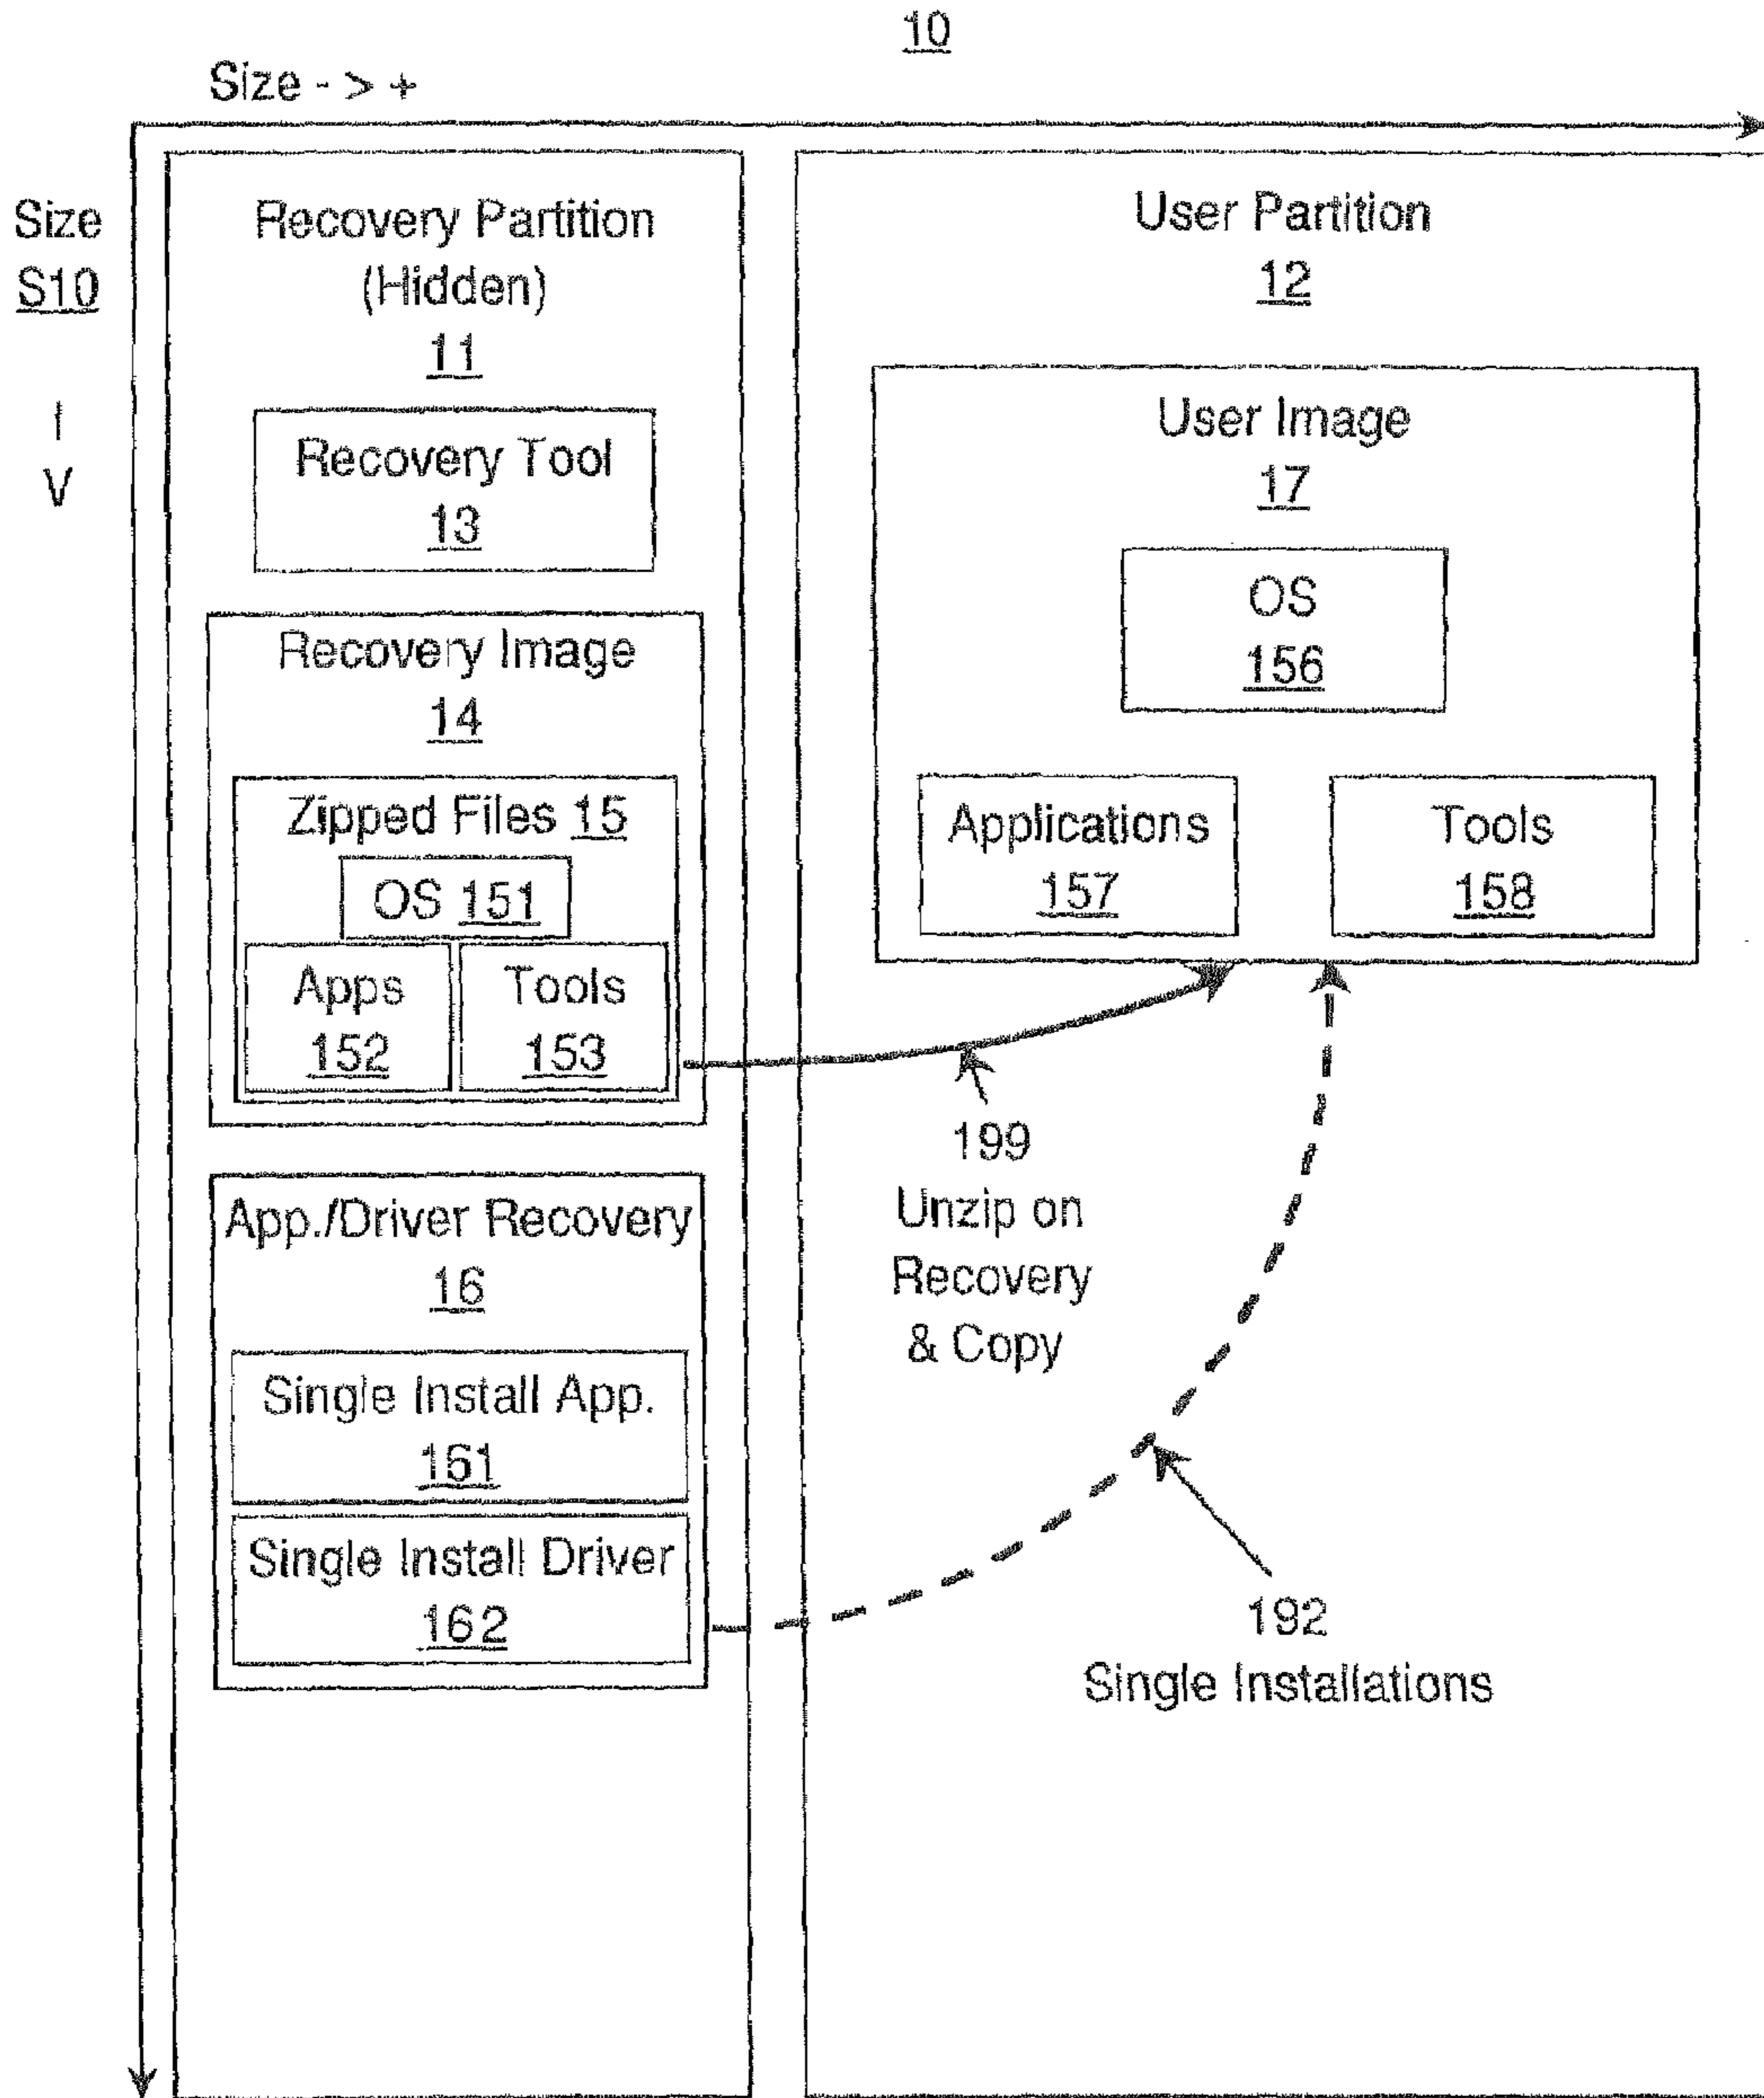 10
Size - > +
Size
S10
I
V
Recovery Partition
(Hidden)
11
Recovery Tool
13
Recovery Image
14
Zipped Files 15
OS 151
Apps
152
Tools
153
App./Driver Recovery
16
Single Install App.
161
Single Install Driver
162
User Partition
12
User Image
17
OS
156
Applications
157
Tools
158
199
Unzip on
Recovery
& Copy
192
Single Installations